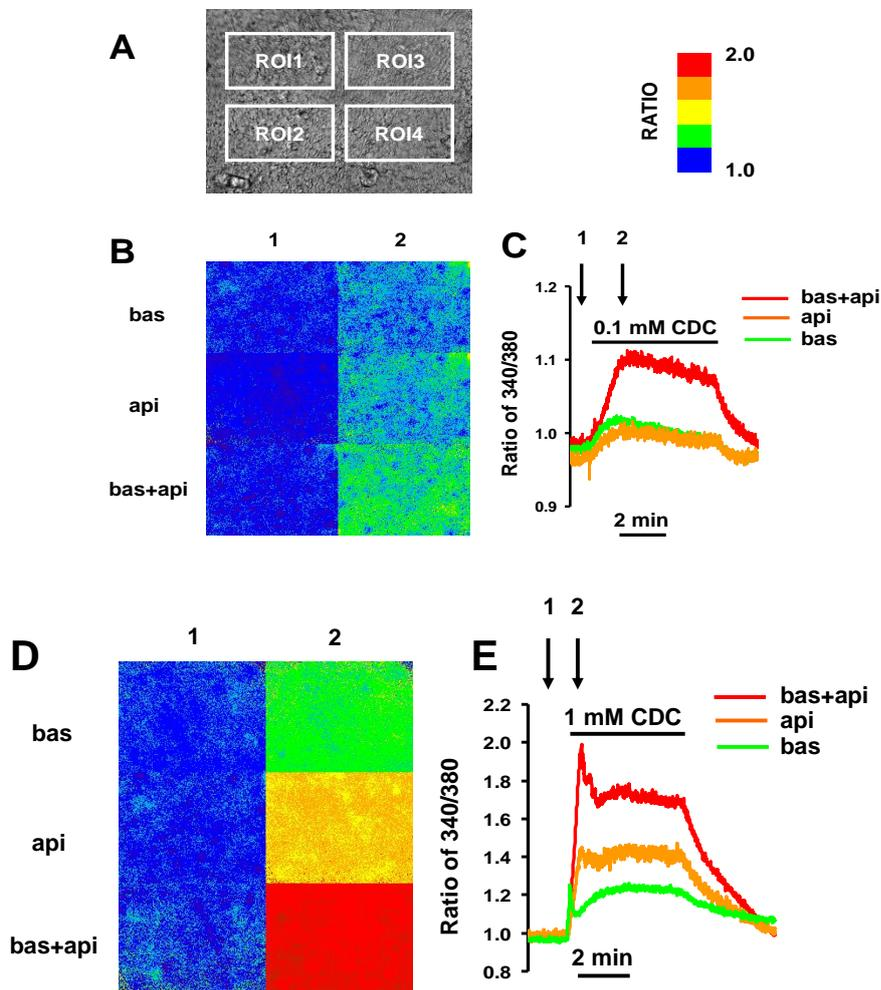 A
ROI1 ROI3
ROI2 ROI4
RATIO
2.0
1.0
B
1 2
bas
api
bas+api
C
1 2
1.2
1.1
1.0
0.9
Ratio of 340/380
0.1 mM CDC
2 min
bas+api
api
bas
D
1 2
bas
api
bas+api
E
1 2
2.2
2.0
1.8
1.6
1.4
1.2
1.0
0.8
Ratio of 340/380
1 mM CDC
2 min
bas+api
api
bas